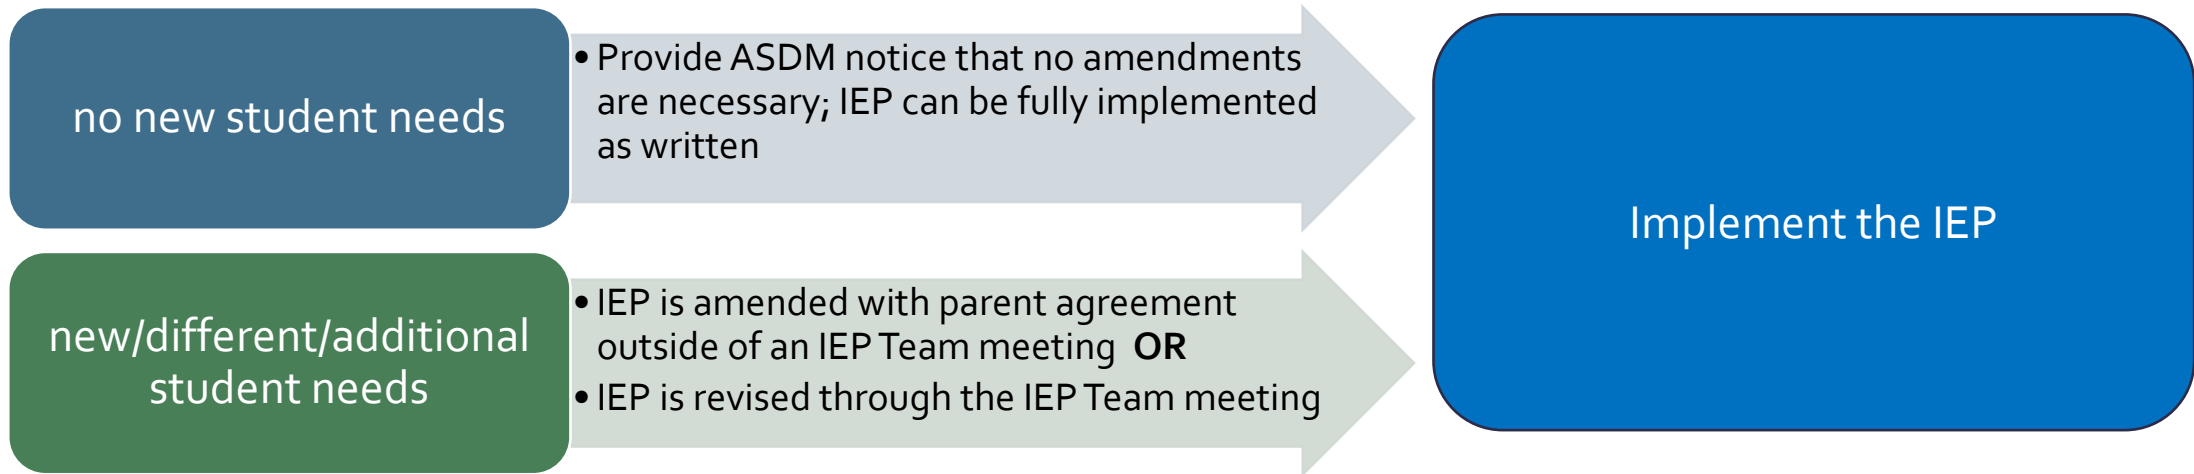 no new student needs
• Provide ASDM notice that no amendments
are necessary; IEP can be fully implemented
as written
new/different/additional
student needs
• IEP is amended with parent agreement
outside of an IEP Team meeting OR
• IEP is revised through the IEP Team meeting
Implement the IEP